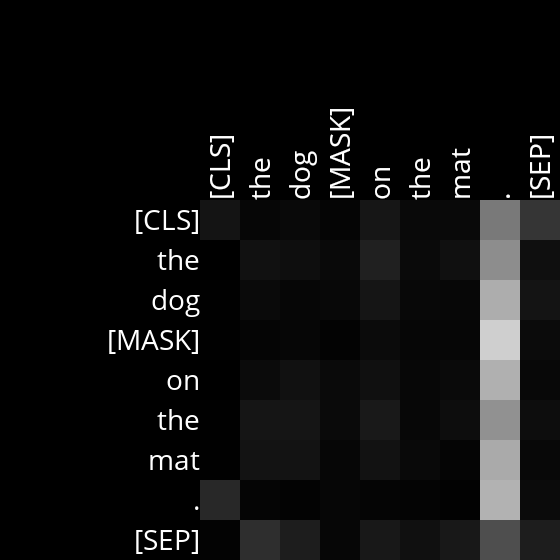 [CLS] the dog [MASK] on the mat . [SEP]
[CLS]
the
dog
[MASK]
on
the
mat
.
[SEP]